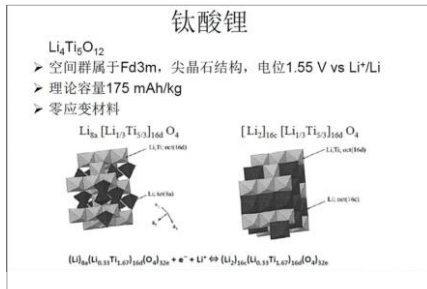 钛酸锂
Li₄Ti₅O₁₂
➢ 空间群属于Fd3m，尖晶石结构，电位1.55 V vs Li⁺/Li
➢ 理论容量175 mAh/kg
➢ 零应变材料
Li₈ₐ [Li₁/₃Ti₅/₃]₁₆d O₄
[Li₂]₁₆c [Li₁/₃Ti₅/₃]₁₆d O₄
Li,Ti; oct(16d)
Li,Ti; oct(16d)
Li; tet(8a)
Li; oct(16c)
(Li)₈ₐ(Li₀.₃₃Ti₁.₆₇)₁₆d(O₄)₃₂e + e⁻ + Li⁺ ⇔ (Li₂)₁₆c(Li₀.₃₃Ti₁.₆₇)₁₆d(O₄)₃₂e